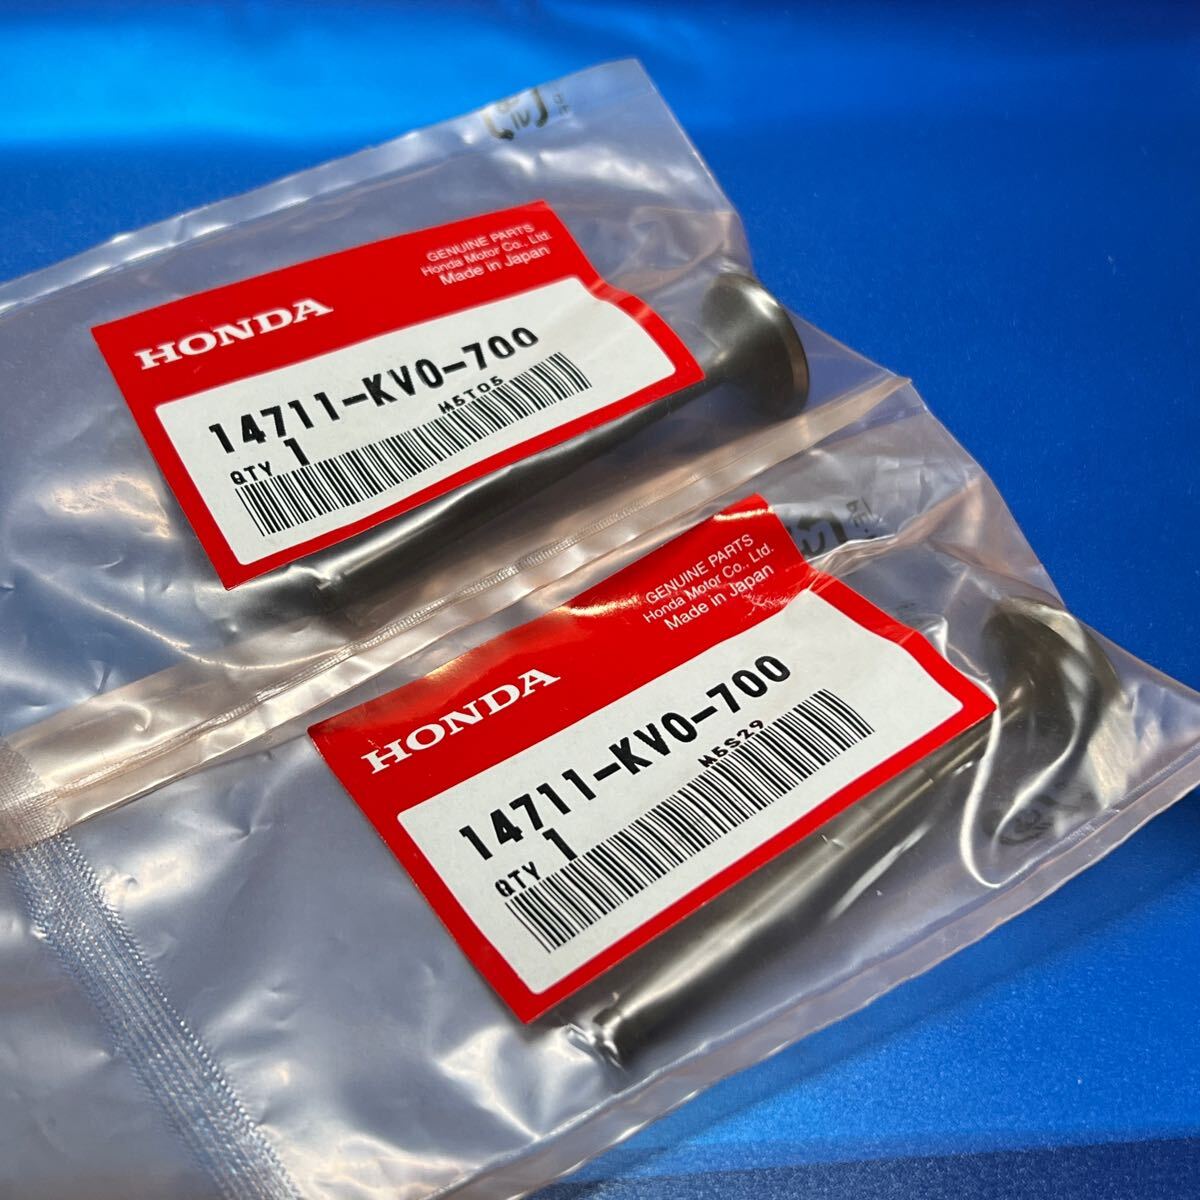 HONDA
GENUINE PARTS
Honda Motor Co., Ltd.
Made in Japan
14711-KV0-700
M5T05
QTY 1
HONDA
GENUINE PARTS
Honda Motor Co., Ltd.
Made in Japan
14711-KV0-700
M5S29
QTY 1